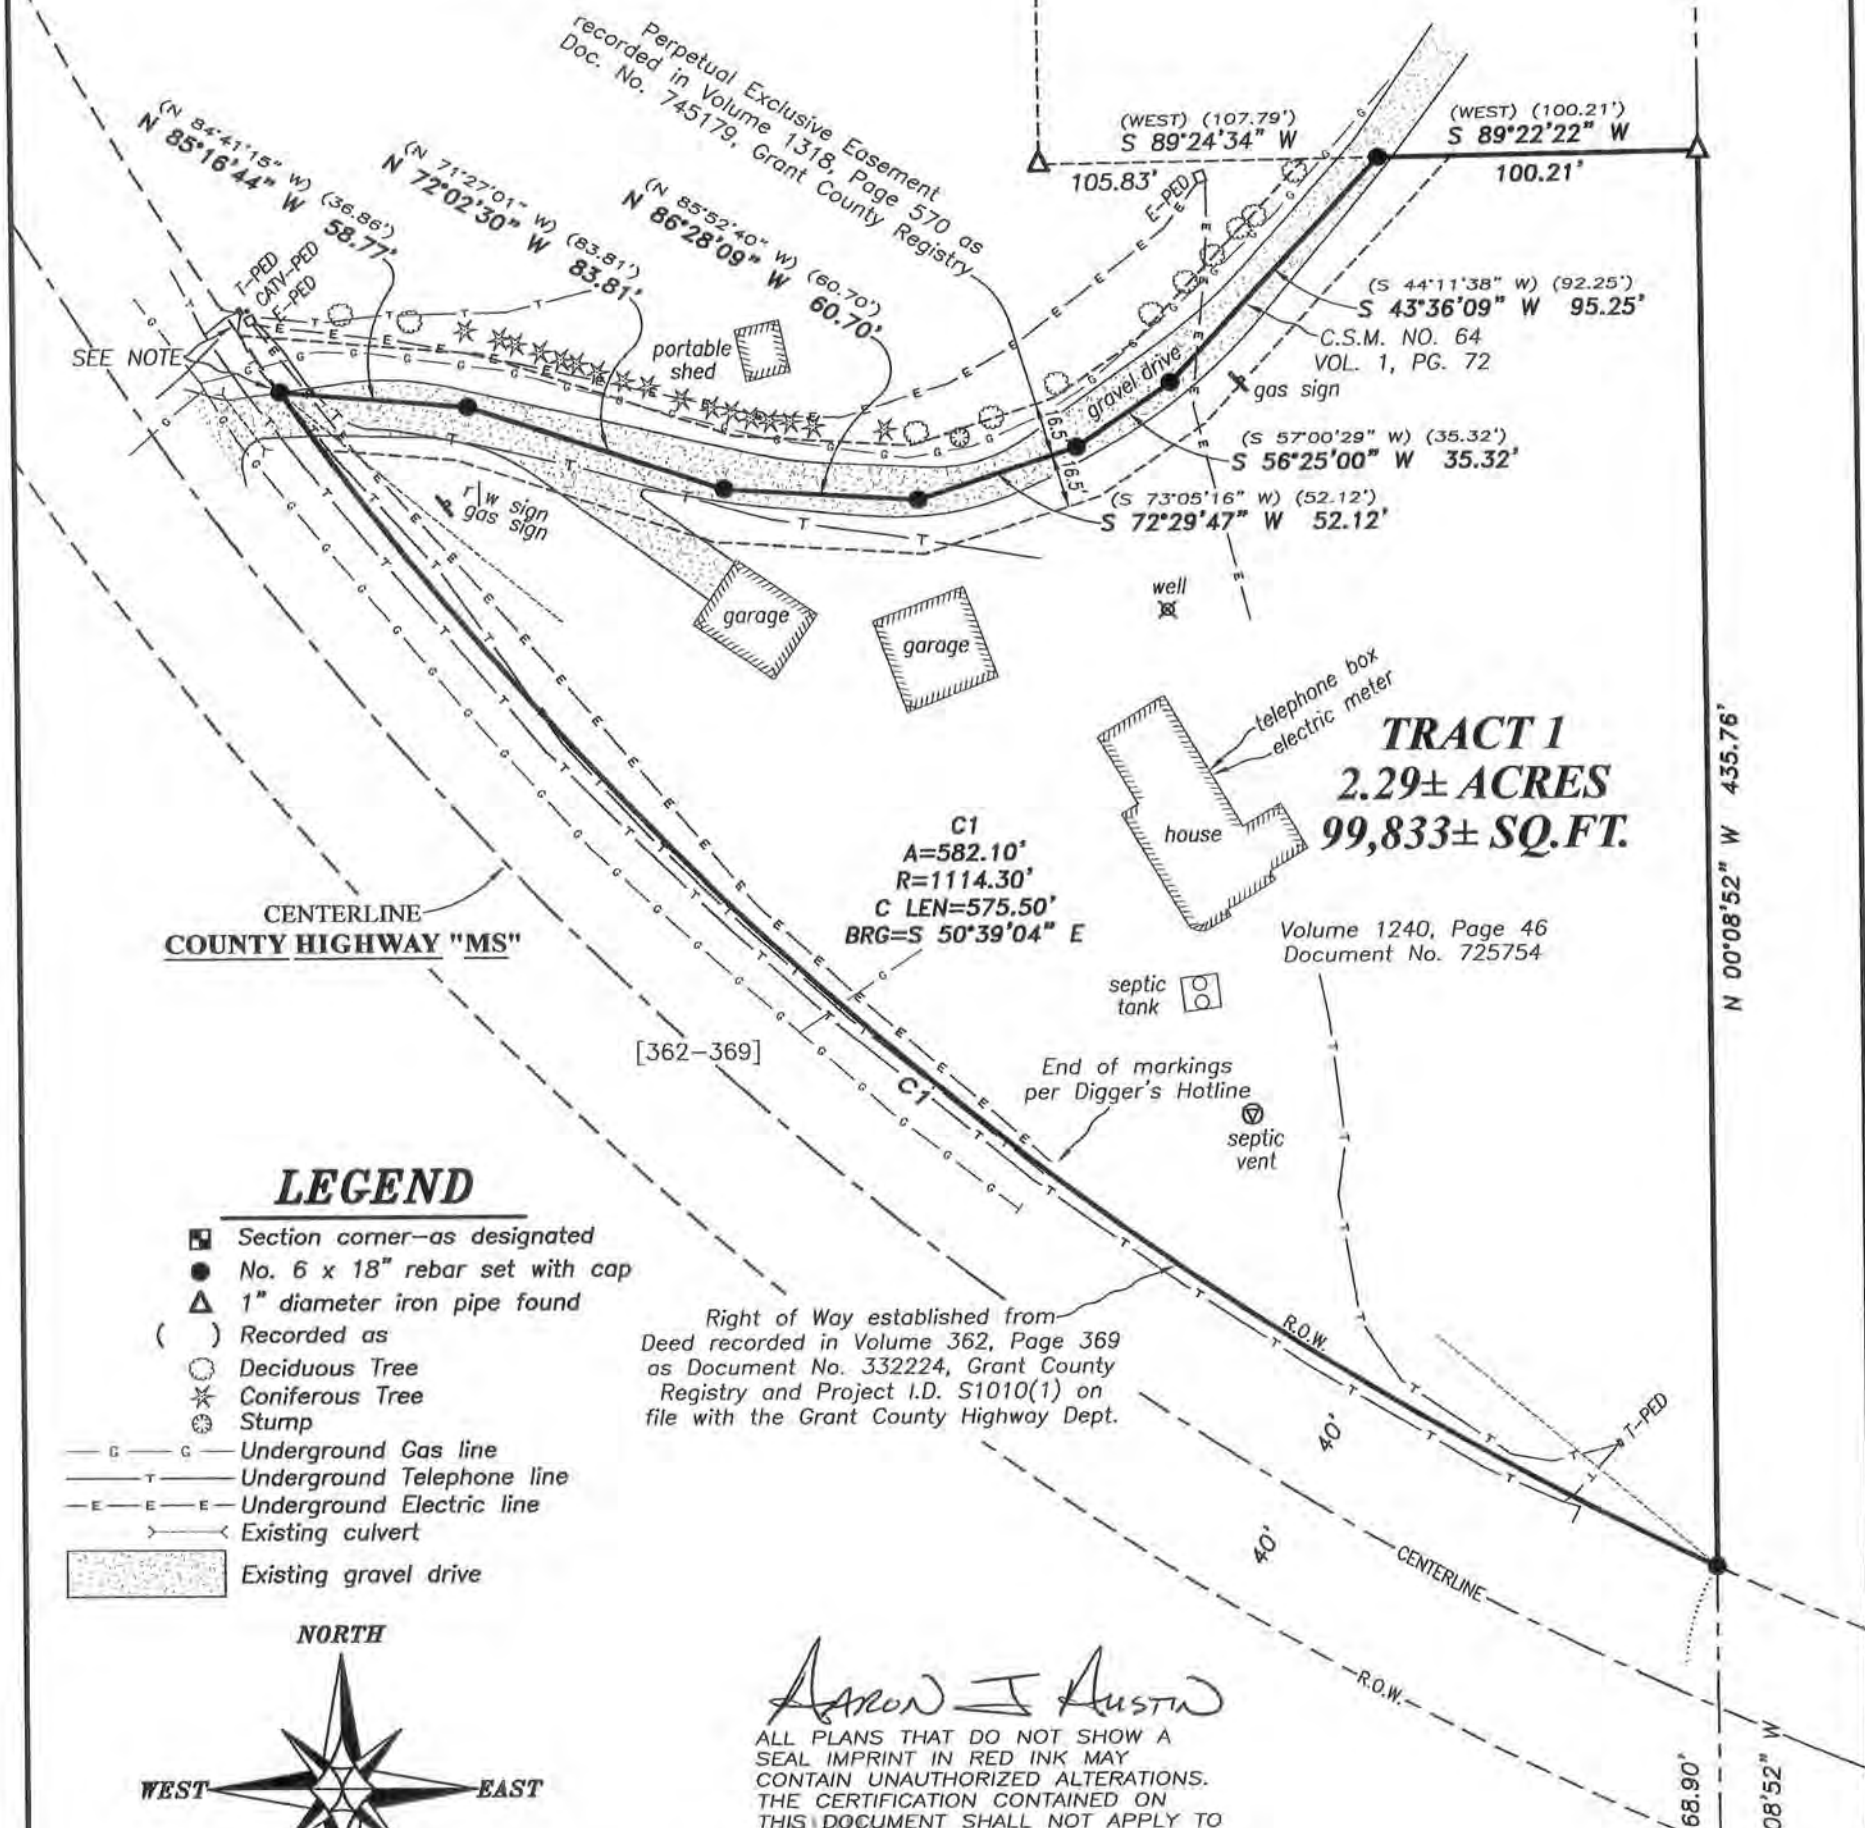 Perpetual Exclusive Easement
recorded in Volume 1318, Page 570 as
Doc. No. 745179, Grant County Registry
(N 84°41'15" W) (36.86')
N 85°16'44" W 58.77'
(N 71°27'01" W) (83.81')
N 72°02'30" W 83.81'
(N 85°52'40" W) (60.70')
N 86°28'09" W 60.70'
(WEST) (107.79')
S 89°24'34" W
105.83'
(WEST) (100.21')
S 89°22'22" W
100.21'
T-PED
CATV-PED
E-PED
E-PED
SEE NOTE
portable
shed
gravel drive
16.5'
16.5'
(S 44°11'38" W) (92.25')
S 43°36'09" W 95.25'
C.S.M. NO. 64
VOL. 1, PG. 72
gas sign
(S 57°00'29" W) (35.32')
S 56°25'00" W 35.32'
(S 73°05'16" W) (52.12')
S 72°29'47" W 52.12'
r/w sign
gas sign
garage
garage
well
telephone box
electric meter
house
TRACT 1
2.29± ACRES
99,833± SQ.FT.
N 00°08'52" W 435.76'
C1
A=582.10'
R=1114.30'
C LEN=575.50'
BRG=S 50°39'04" E
CENTERLINE
COUNTY HIGHWAY "MS"
Volume 1240, Page 46
Document No. 725754
septic
tank
[362-369]
C1
End of markings
per Digger's Hotline
septic
vent
LEGEND
Section corner-as designated
No. 6 x 18" rebar set with cap
1" diameter iron pipe found
( ) Recorded as
Deciduous Tree
Coniferous Tree
Stump
G G Underground Gas line
T Underground Telephone line
E E E Underground Electric line
Existing culvert
Existing gravel drive
Right of Way established from
Deed recorded in Volume 362, Page 369
as Document No. 332224, Grant County
Registry and Project I.D. S1010(1) on
file with the Grant County Highway Dept.
R.O.W.
T-PED
40'
40'
CENTERLINE
R.O.W.
NORTH
WEST
EAST
AARON J AUSTIN
ALL PLANS THAT DO NOT SHOW A
SEAL IMPRINT IN RED INK MAY
CONTAIN UNAUTHORIZED ALTERATIONS.
THE CERTIFICATION CONTAINED ON
THIS DOCUMENT SHALL NOT APPLY TO
68.90'
08'52" W